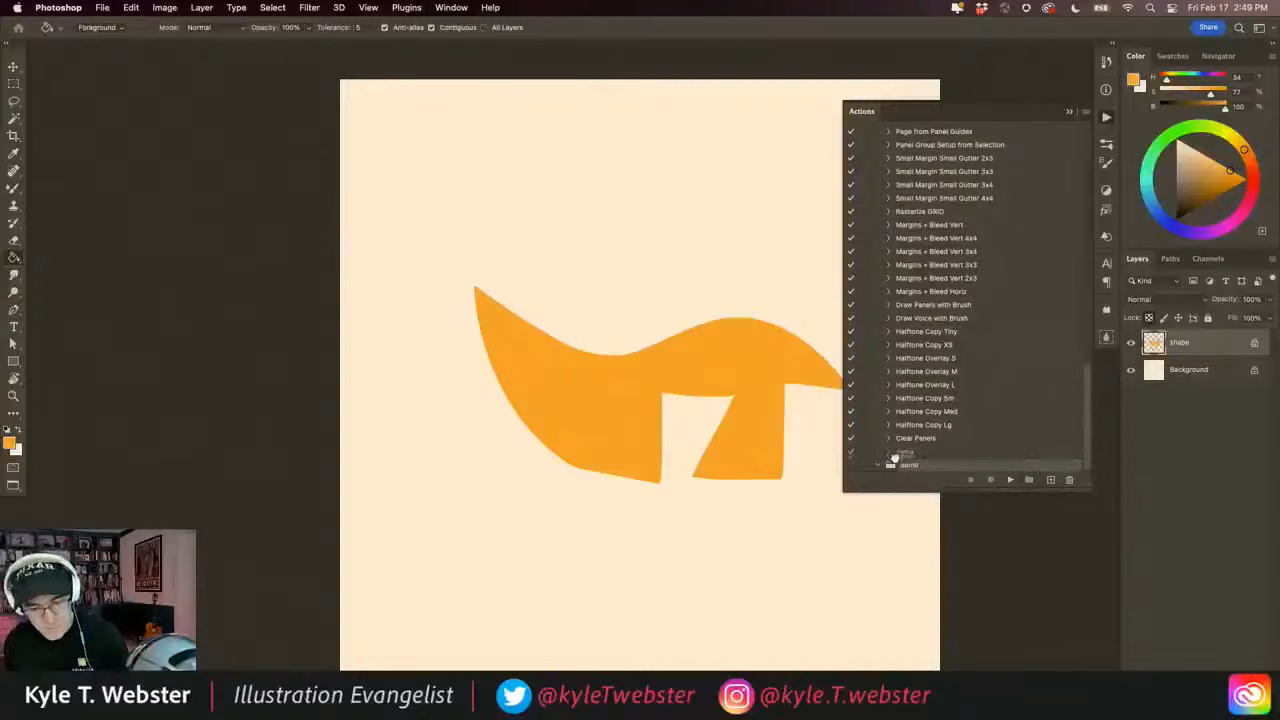 Photoshop File Edit Image Layer Type Select Filter 3D View Plugins Window Help Fri Feb 17 2:49 PM
Foreground Mode: Normal Opacity: 100% Tolerance: 5 Anti-alias Contiguous All Layers Share
Color Swatches Navigator
H 34 °
S 77 %
B 100 %
Actions
Page from Panel Guides
Panel Group Setup from Selection
Small Margin Small Gutter 2x3
Small Margin Small Gutter 3x3
Small Margin Small Gutter 3x4
Small Margin Small Gutter 4x4
Rasterize GRID
Margins + Bleed Vert
Margins + Bleed Vert 4x4
Margins + Bleed Vert 3x4
Margins + Bleed Vert 3x3
Margins + Bleed Vert 2x3
Margins + Bleed Horiz
Draw Panels with Brush
Draw Voice with Brush
Halftone Copy Tiny
Halftone Copy XS
Halftone Overlay S
Halftone Overlay M
Halftone Overlay L
Halftone Copy Sm
Halftone Copy Med
Halftone Copy Lg
Clear Panels
demo
Layers Paths Channels
Kind
Normal Opacity: 100%
Lock: Fill: 100%
shape
Background
PIXAR
Kyle T. Webster | Illustration Evangelist | @kyleTwebster @kyle.T.webster